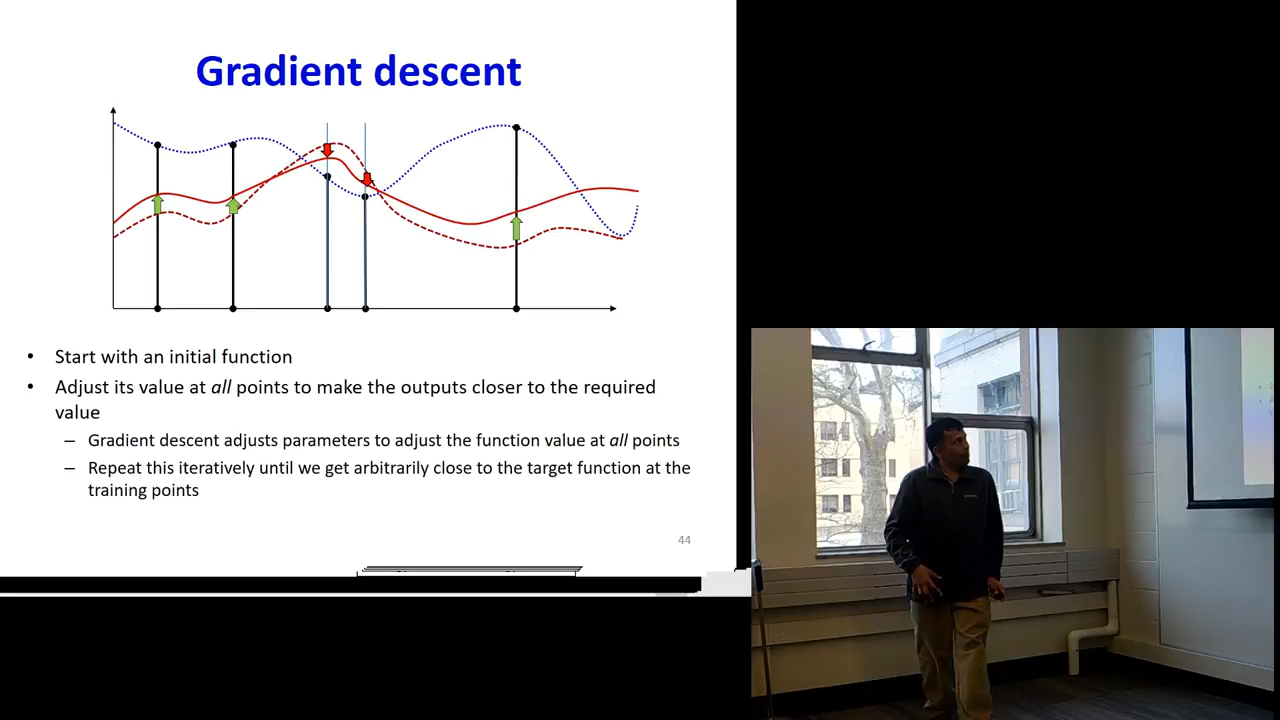 Gradient descent
• Start with an initial function
• Adjust its value at all points to make the outputs closer to the required
value
– Gradient descent adjusts parameters to adjust the function value at all points
– Repeat this iteratively until we get arbitrarily close to the target function at the
training points
44